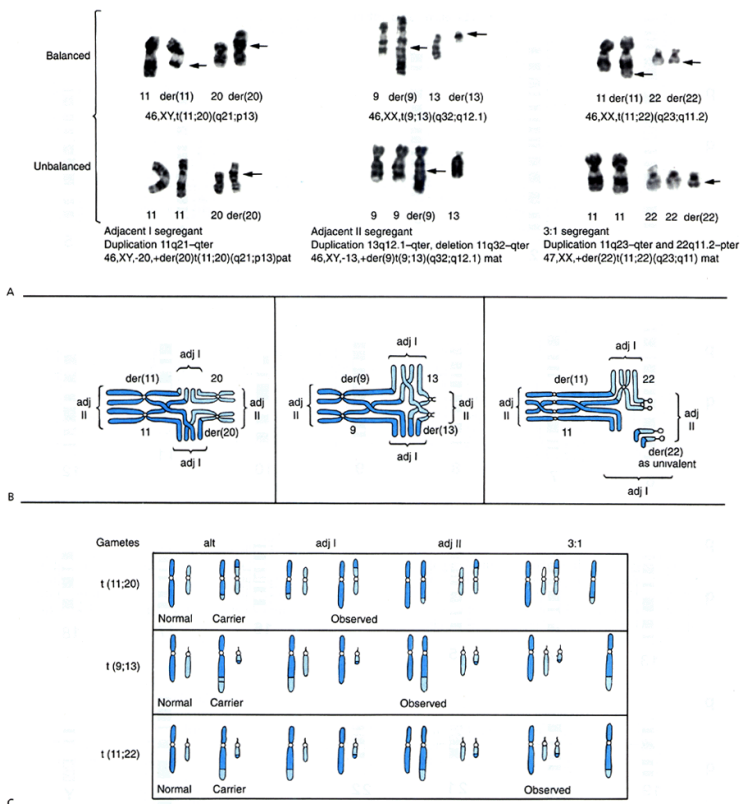 Balanced
11 der(11) 20 der(20)
46,XY,t(11;20)(q21;p13)
9 der(9) 13 der(13)
46,XX,t(9;13)(q32;q12.1)
11 der(11) 22 der(22)
46,XX,t(11;22)(q23;q11.2)
Unbalanced
11 11 20 der(20)
Adjacent I segregant
Duplication 11q21-qter
46,XY,-20,+der(20)t(11;20)(q21;p13)pat
9 9 der(9) 13
Adjacent II segregant
Duplication 13q12.1-qter, deletion 11q32-qter
46,XY,-13,+der(9)t(9;13)(q32;q12.1) mat
11 11 22 22 der(22)
3:1 segregant
Duplication 11q23-qter and 22q11.2-pter
47,XX,+der(22)t(11;22)(q23;q11) mat
A
adj I
der(11) 20
adj II
adj II
11 der(20)
adj I
adj I
der(9) 13
adj II
adj II
9 der(13)
adj I
adj I
der(11) 22
adj II
adj II
11
der(22)
as univalent
adj I
B
Gametes alt adj I adj II 3:1
t (11;20)
Normal Carrier Observed
t (9;13)
Normal Carrier Observed
t (11;22)
Normal Carrier Observed
C